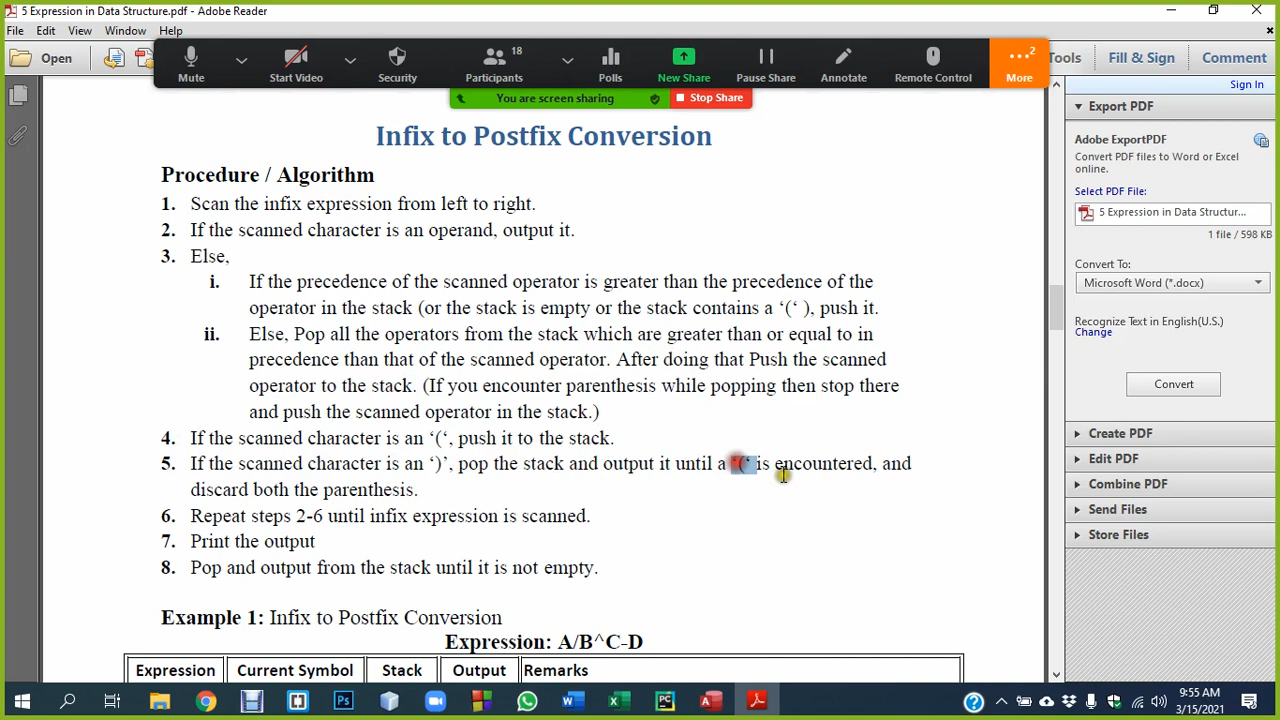 5 Expression in Data Structure.pdf - Adobe Reader
File Edit View Window Help
Open
Mute Start Video Security Participants 18 Polls New Share Pause Share Annotate Remote Control More 2
Tools Fill & Sign Comment
You are screen sharing Stop Share
Sign In
Infix to Postfix Conversion
Procedure / Algorithm
1. Scan the infix expression from left to right.
2. If the scanned character is an operand, output it.
3. Else,
i. If the precedence of the scanned operator is greater than the precedence of the
operator in the stack (or the stack is empty or the stack contains a ‘(‘ ), push it.
ii. Else, Pop all the operators from the stack which are greater than or equal to in
precedence than that of the scanned operator. After doing that Push the scanned
operator to the stack. (If you encounter parenthesis while popping then stop there
and push the scanned operator in the stack.)
4. If the scanned character is an ‘(‘, push it to the stack.
5. If the scanned character is an ‘)’, pop the stack and output it until a ‘(‘ is encountered, and
discard both the parenthesis.
6. Repeat steps 2-6 until infix expression is scanned.
7. Print the output
8. Pop and output from the stack until it is not empty.
Example 1: Infix to Postfix Conversion
Expression: A/B^C-D
Expression Current Symbol Stack Output Remarks
Export PDF
Adobe ExportPDF
Convert PDF files to Word or Excel
online.
Select PDF File:
5 Expression in Data Structur...
1 file / 598 KB
Convert To:
Microsoft Word (*.docx)
Recognize Text in English(U.S.)
Change
Convert
Create PDF
Edit PDF
Combine PDF
Send Files
Store Files
9:55 AM
3/15/2021